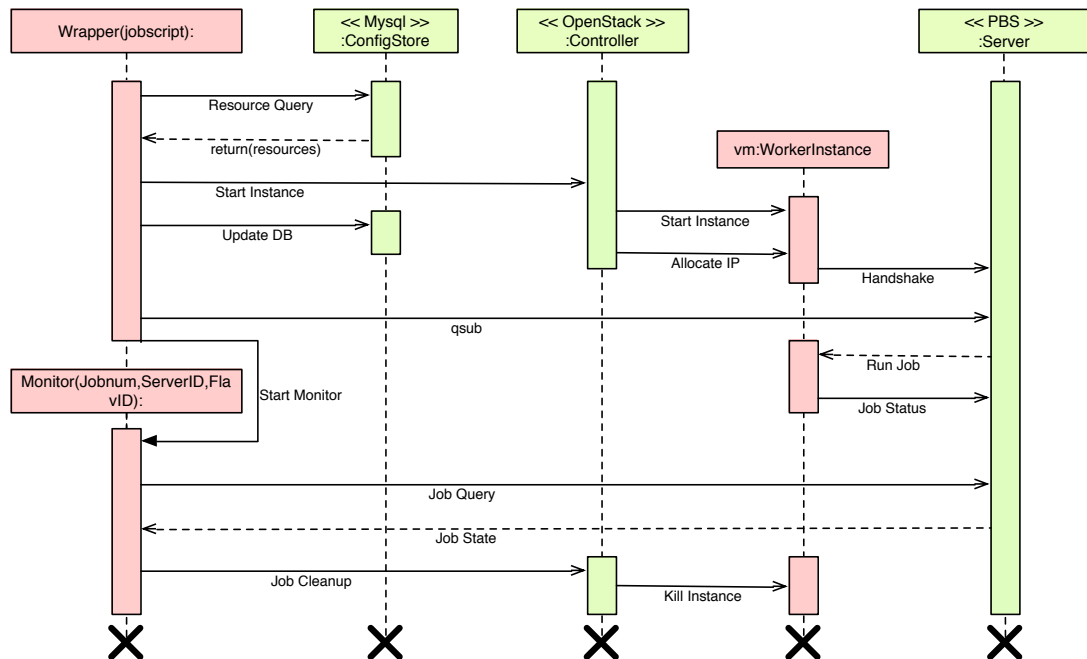 Wrapper(jobscript):
<< Mysql >>
:ConfigStore
<< OpenStack >>
:Controller
<< PBS >>
:Server
Resource Query
return(resources)
vm:WorkerInstance
Start Instance
Start Instance
Update DB
Allocate IP
Handshake
qsub
Run Job
Monitor(Jobnum,ServerID,Fla
vID):
Start Monitor
Job Status
Job Query
Job State
Job Cleanup
Kill Instance